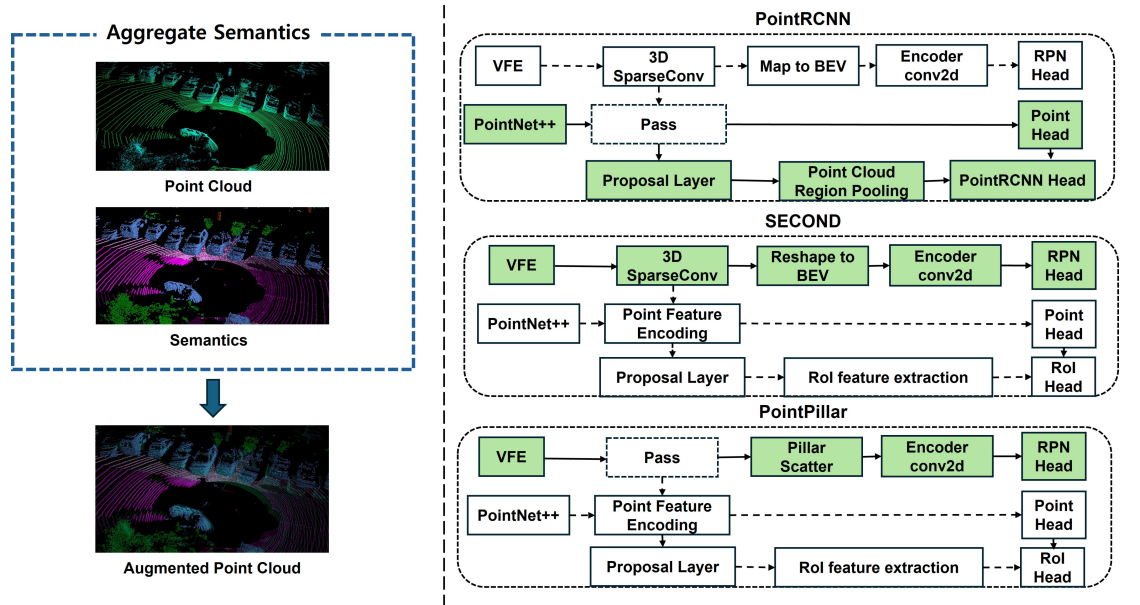 Aggregate Semantics
Point Cloud
Semantics
Augmented Point Cloud
PointRCNN
VFE
3D
SparseConv
Map to BEV
Encoder
conv2d
RPN
Head
PointNet++
Pass
Point
Head
Proposal Layer
Point Cloud
Region Pooling
PointRCNN Head
SECOND
VFE
3D
SparseConv
Reshape to
BEV
Encoder
conv2d
RPN
Head
PointNet++
Point Feature
Encoding
Point
Head
Proposal Layer
RoI feature extraction
RoI
Head
PointPillar
VFE
Pass
Pillar
Scatter
Encoder
conv2d
RPN
Head
PointNet++
Point Feature
Encoding
Point
Head
Proposal Layer
RoI feature extraction
RoI
Head